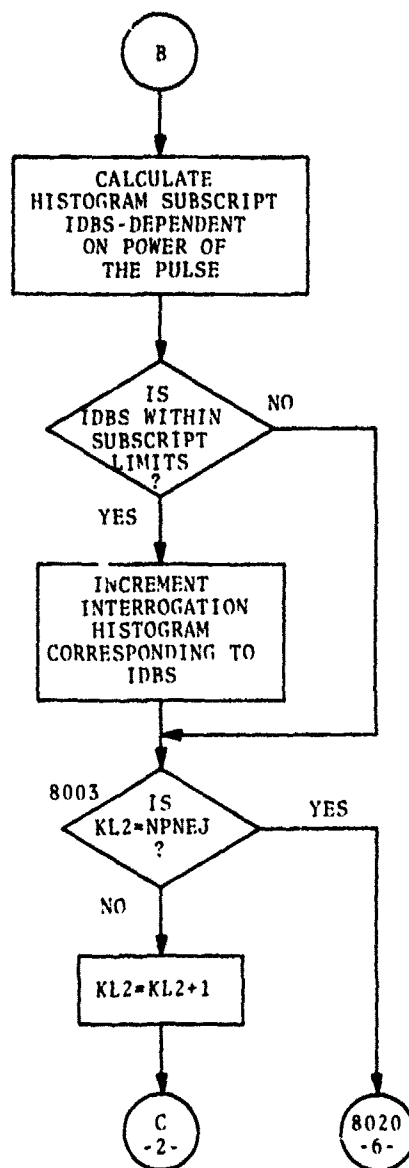 B
CALCULATE
HISTOGRAM SUBSCRIPT
IDBS-DEPENDENT
ON POWER OF
THE PULSE
IS
IDBS WITHIN
SUBSCRIPT
LIMITS
?
NO
YES
INCREMENT
INTERROGATION
HISTOGRAM
CORRESPONDING TO
IDBS
8003
IS
KL2=NPNEJ
?
YES
NO
KL2=KL2+1
C
-2-
8020
-6-